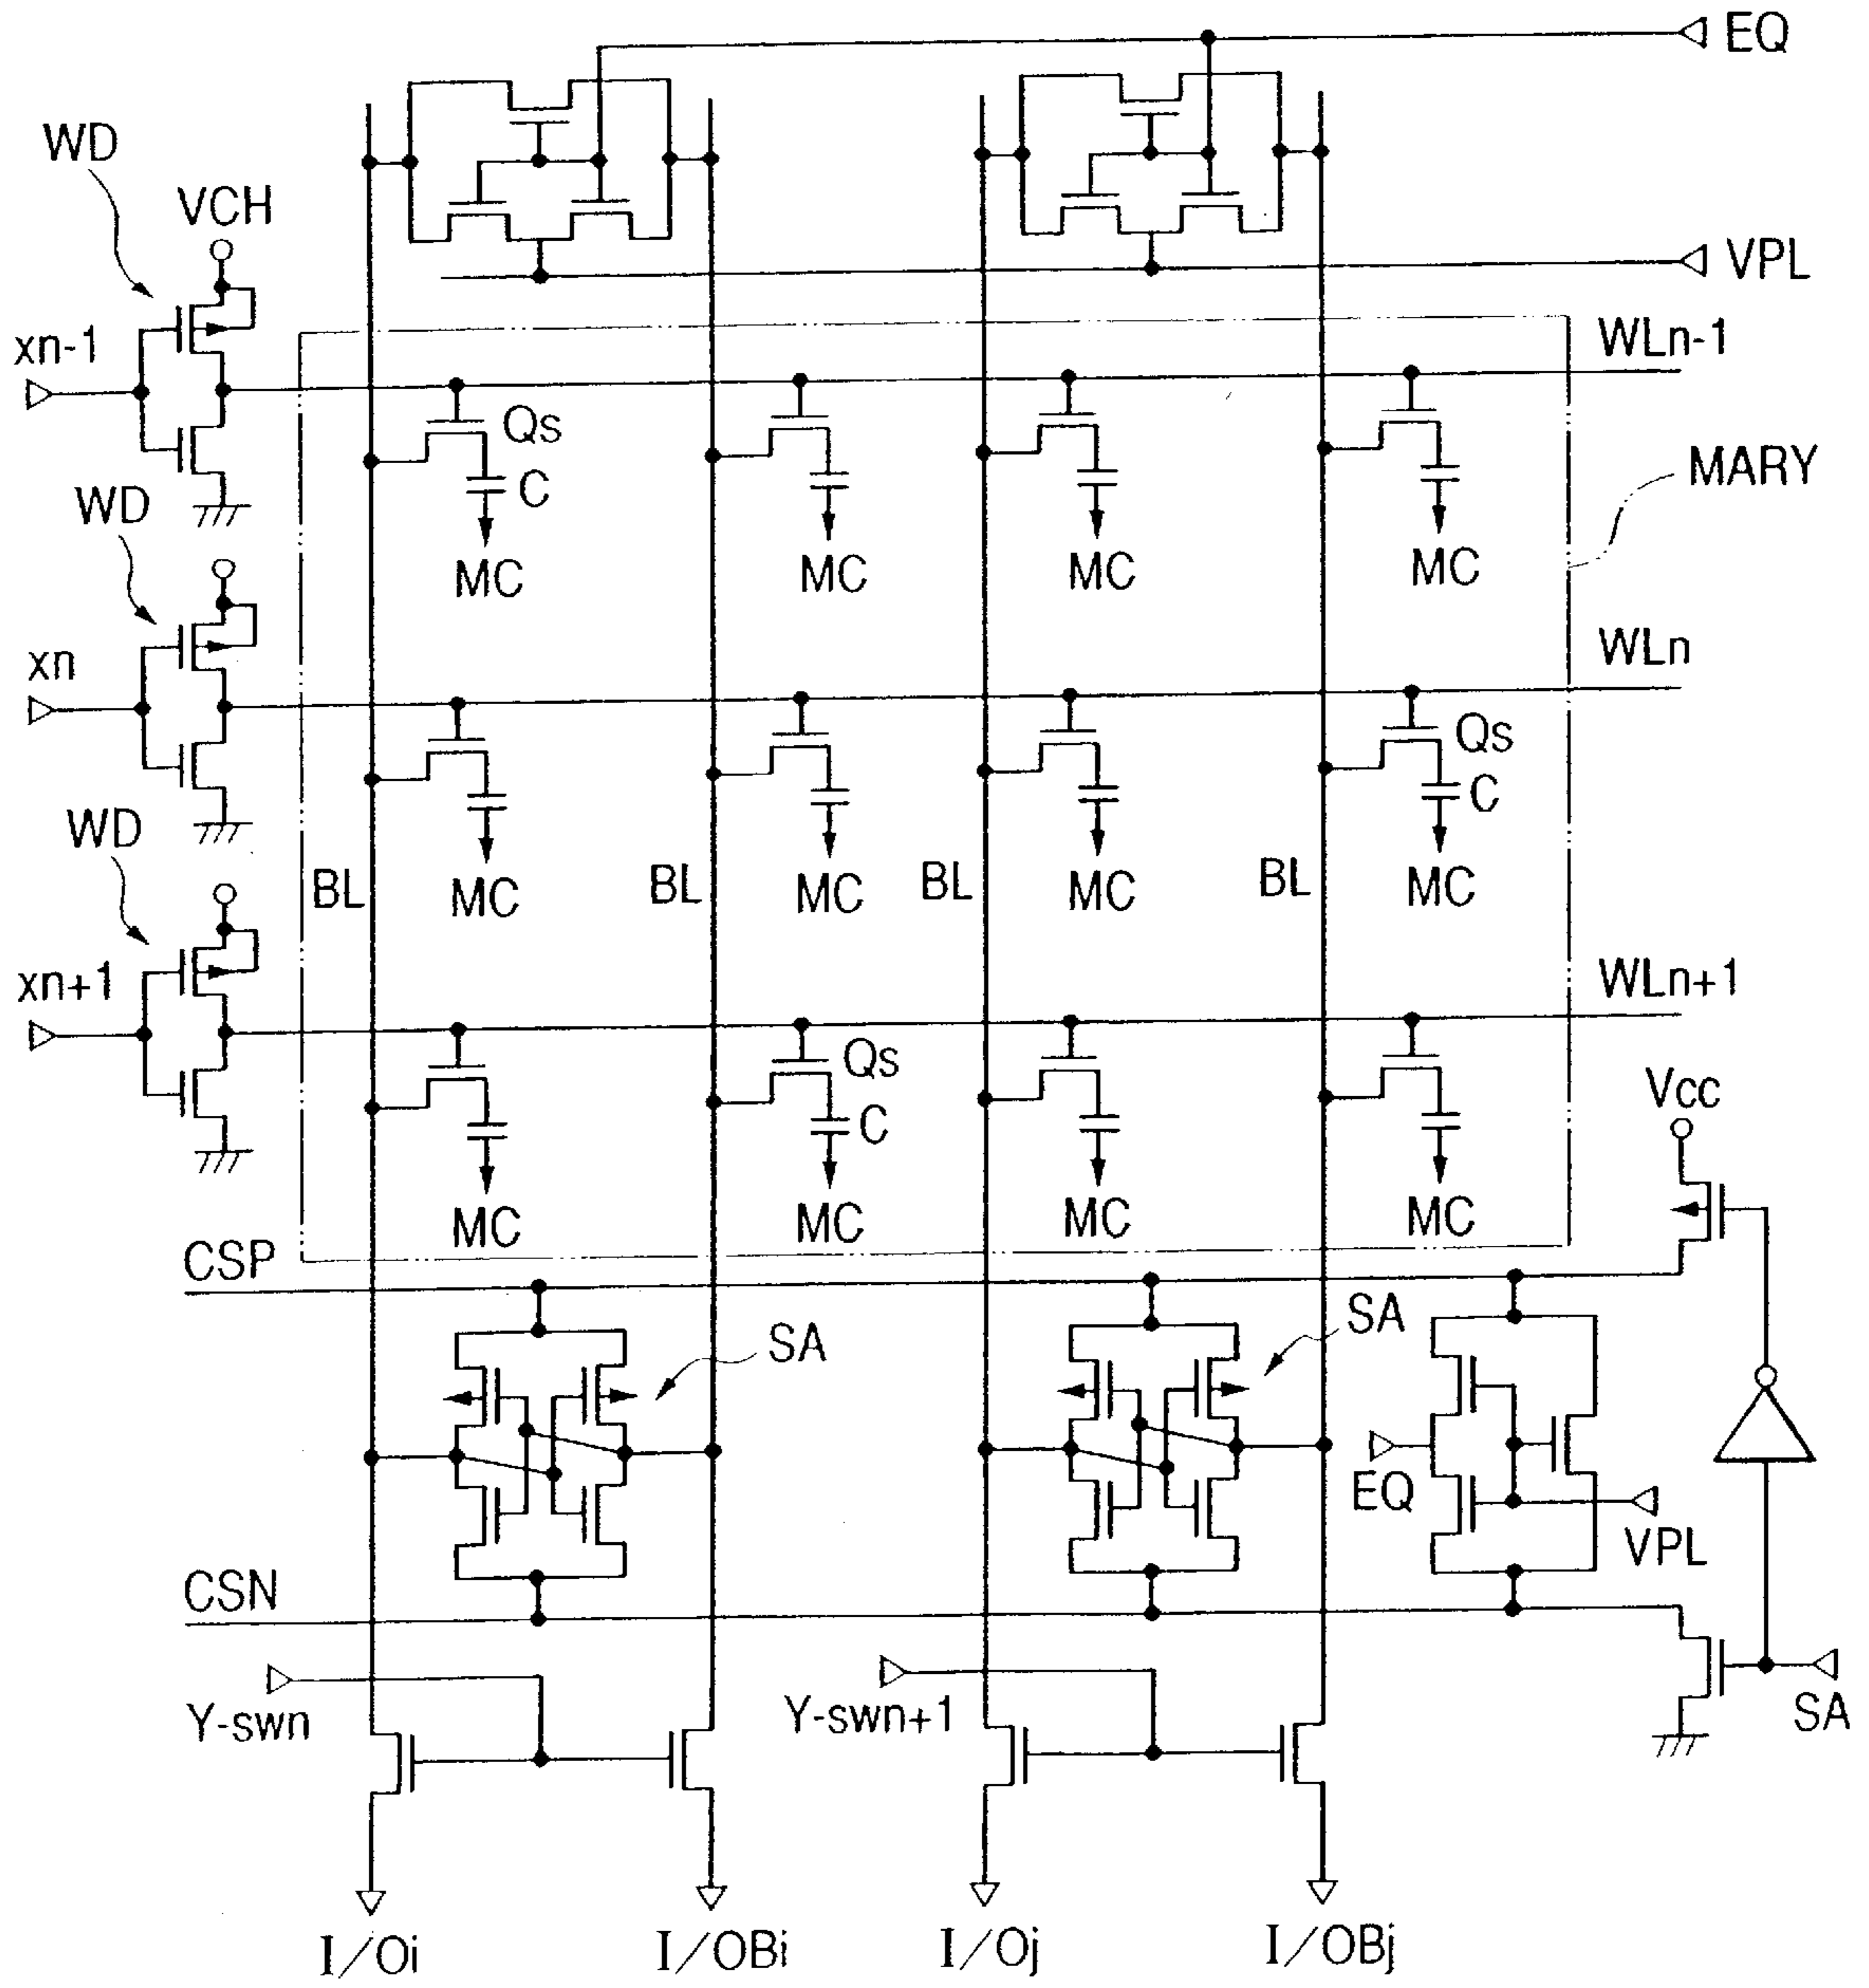 EQ
WD
VCH
VPL
xn-1
WLn-1
Qs
C
MARY
WD
MC
MC
MC
MC
xn
WLn
Qs
C
WD
BL
MC
BL
MC
BL
MC
BL
MC
xn+1
WLn+1
Qs
C
Vcc
MC
MC
MC
MC
CSP
SA
SA
EQ
VPL
CSN
Y-swn
Y-swn+1
SA
I/Oi
I/OBi
I/Oj
I/OBj